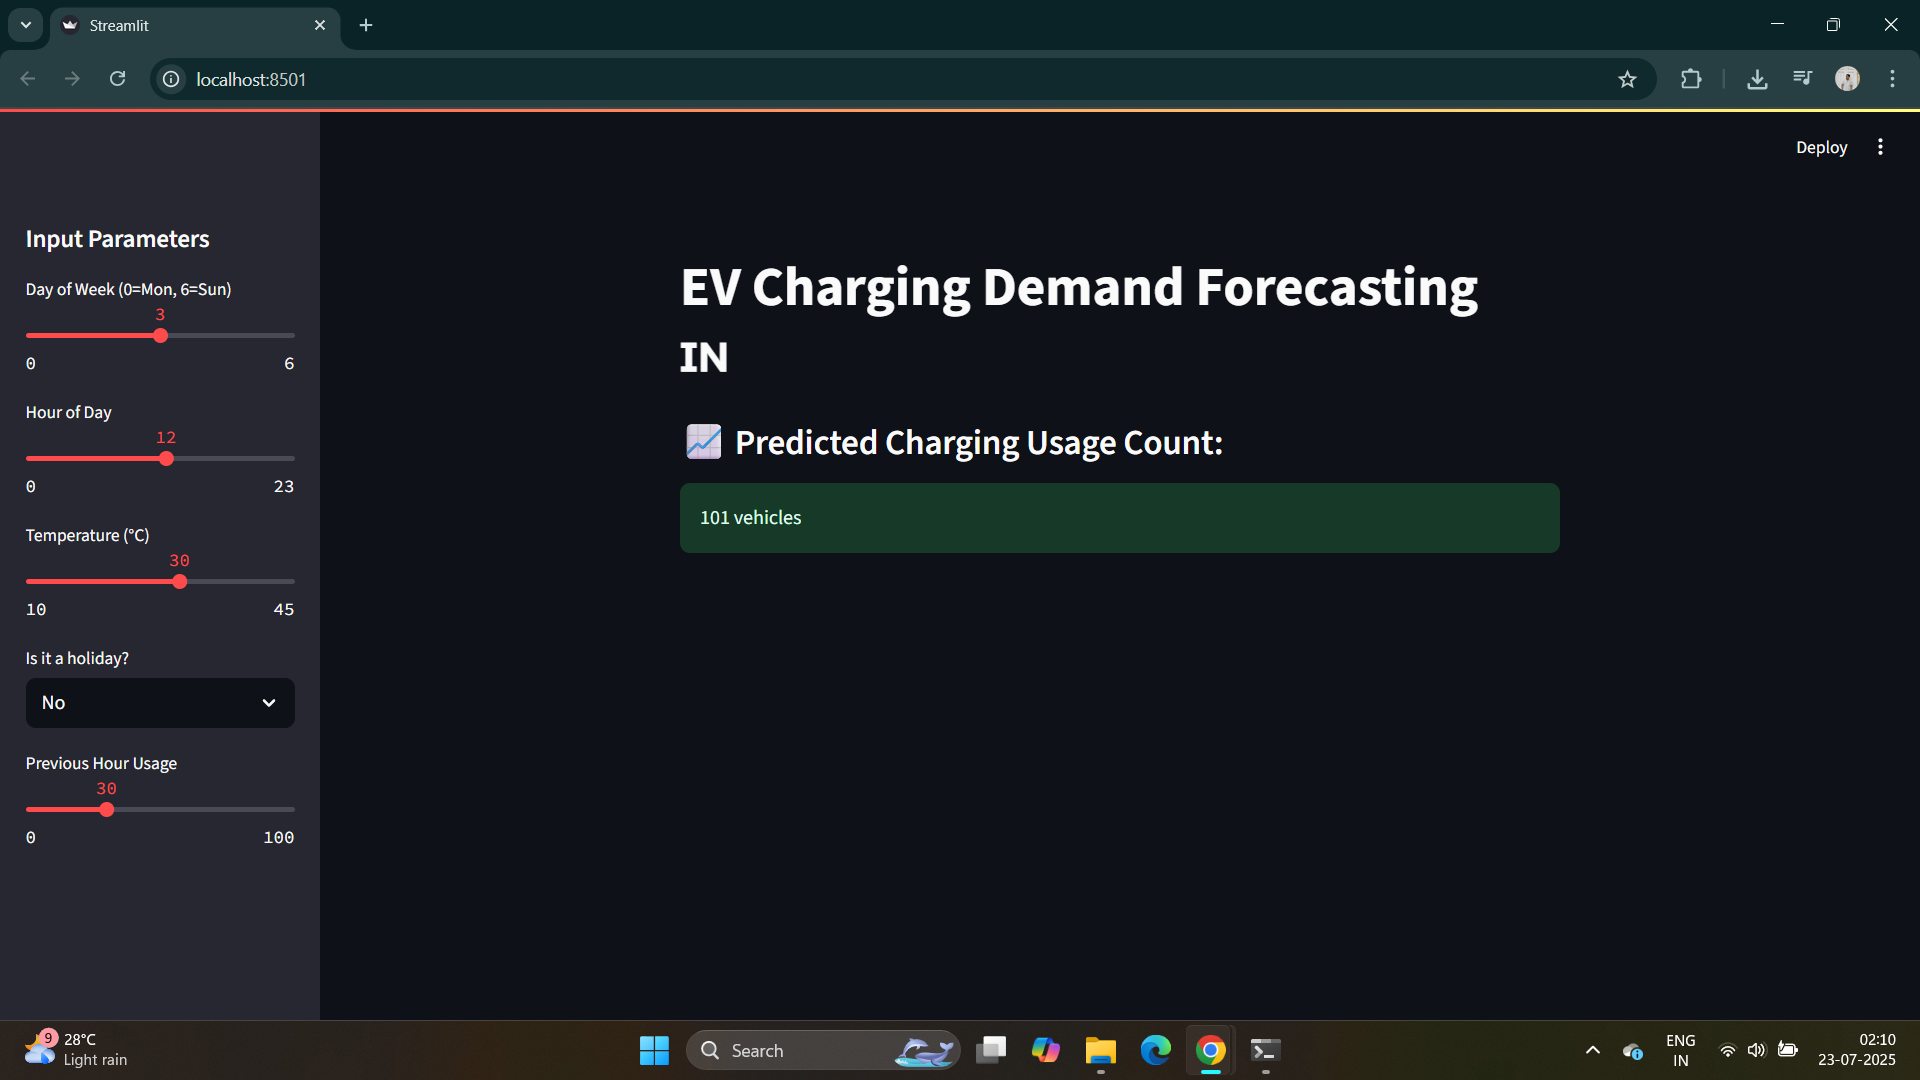 Streamlit
localhost:8501
Deploy
Input Parameters
Day of Week (0=Mon, 6=Sun)
3
0 6
Hour of Day
12
0 23
Temperature (°C)
30
10 45
Is it a holiday?
No
Previous Hour Usage
30
0 100
EV Charging Demand Forecasting
IN
Predicted Charging Usage Count:
101 vehicles
9
28°C
Light rain
Search
ENG
IN
02:10
23-07-2025